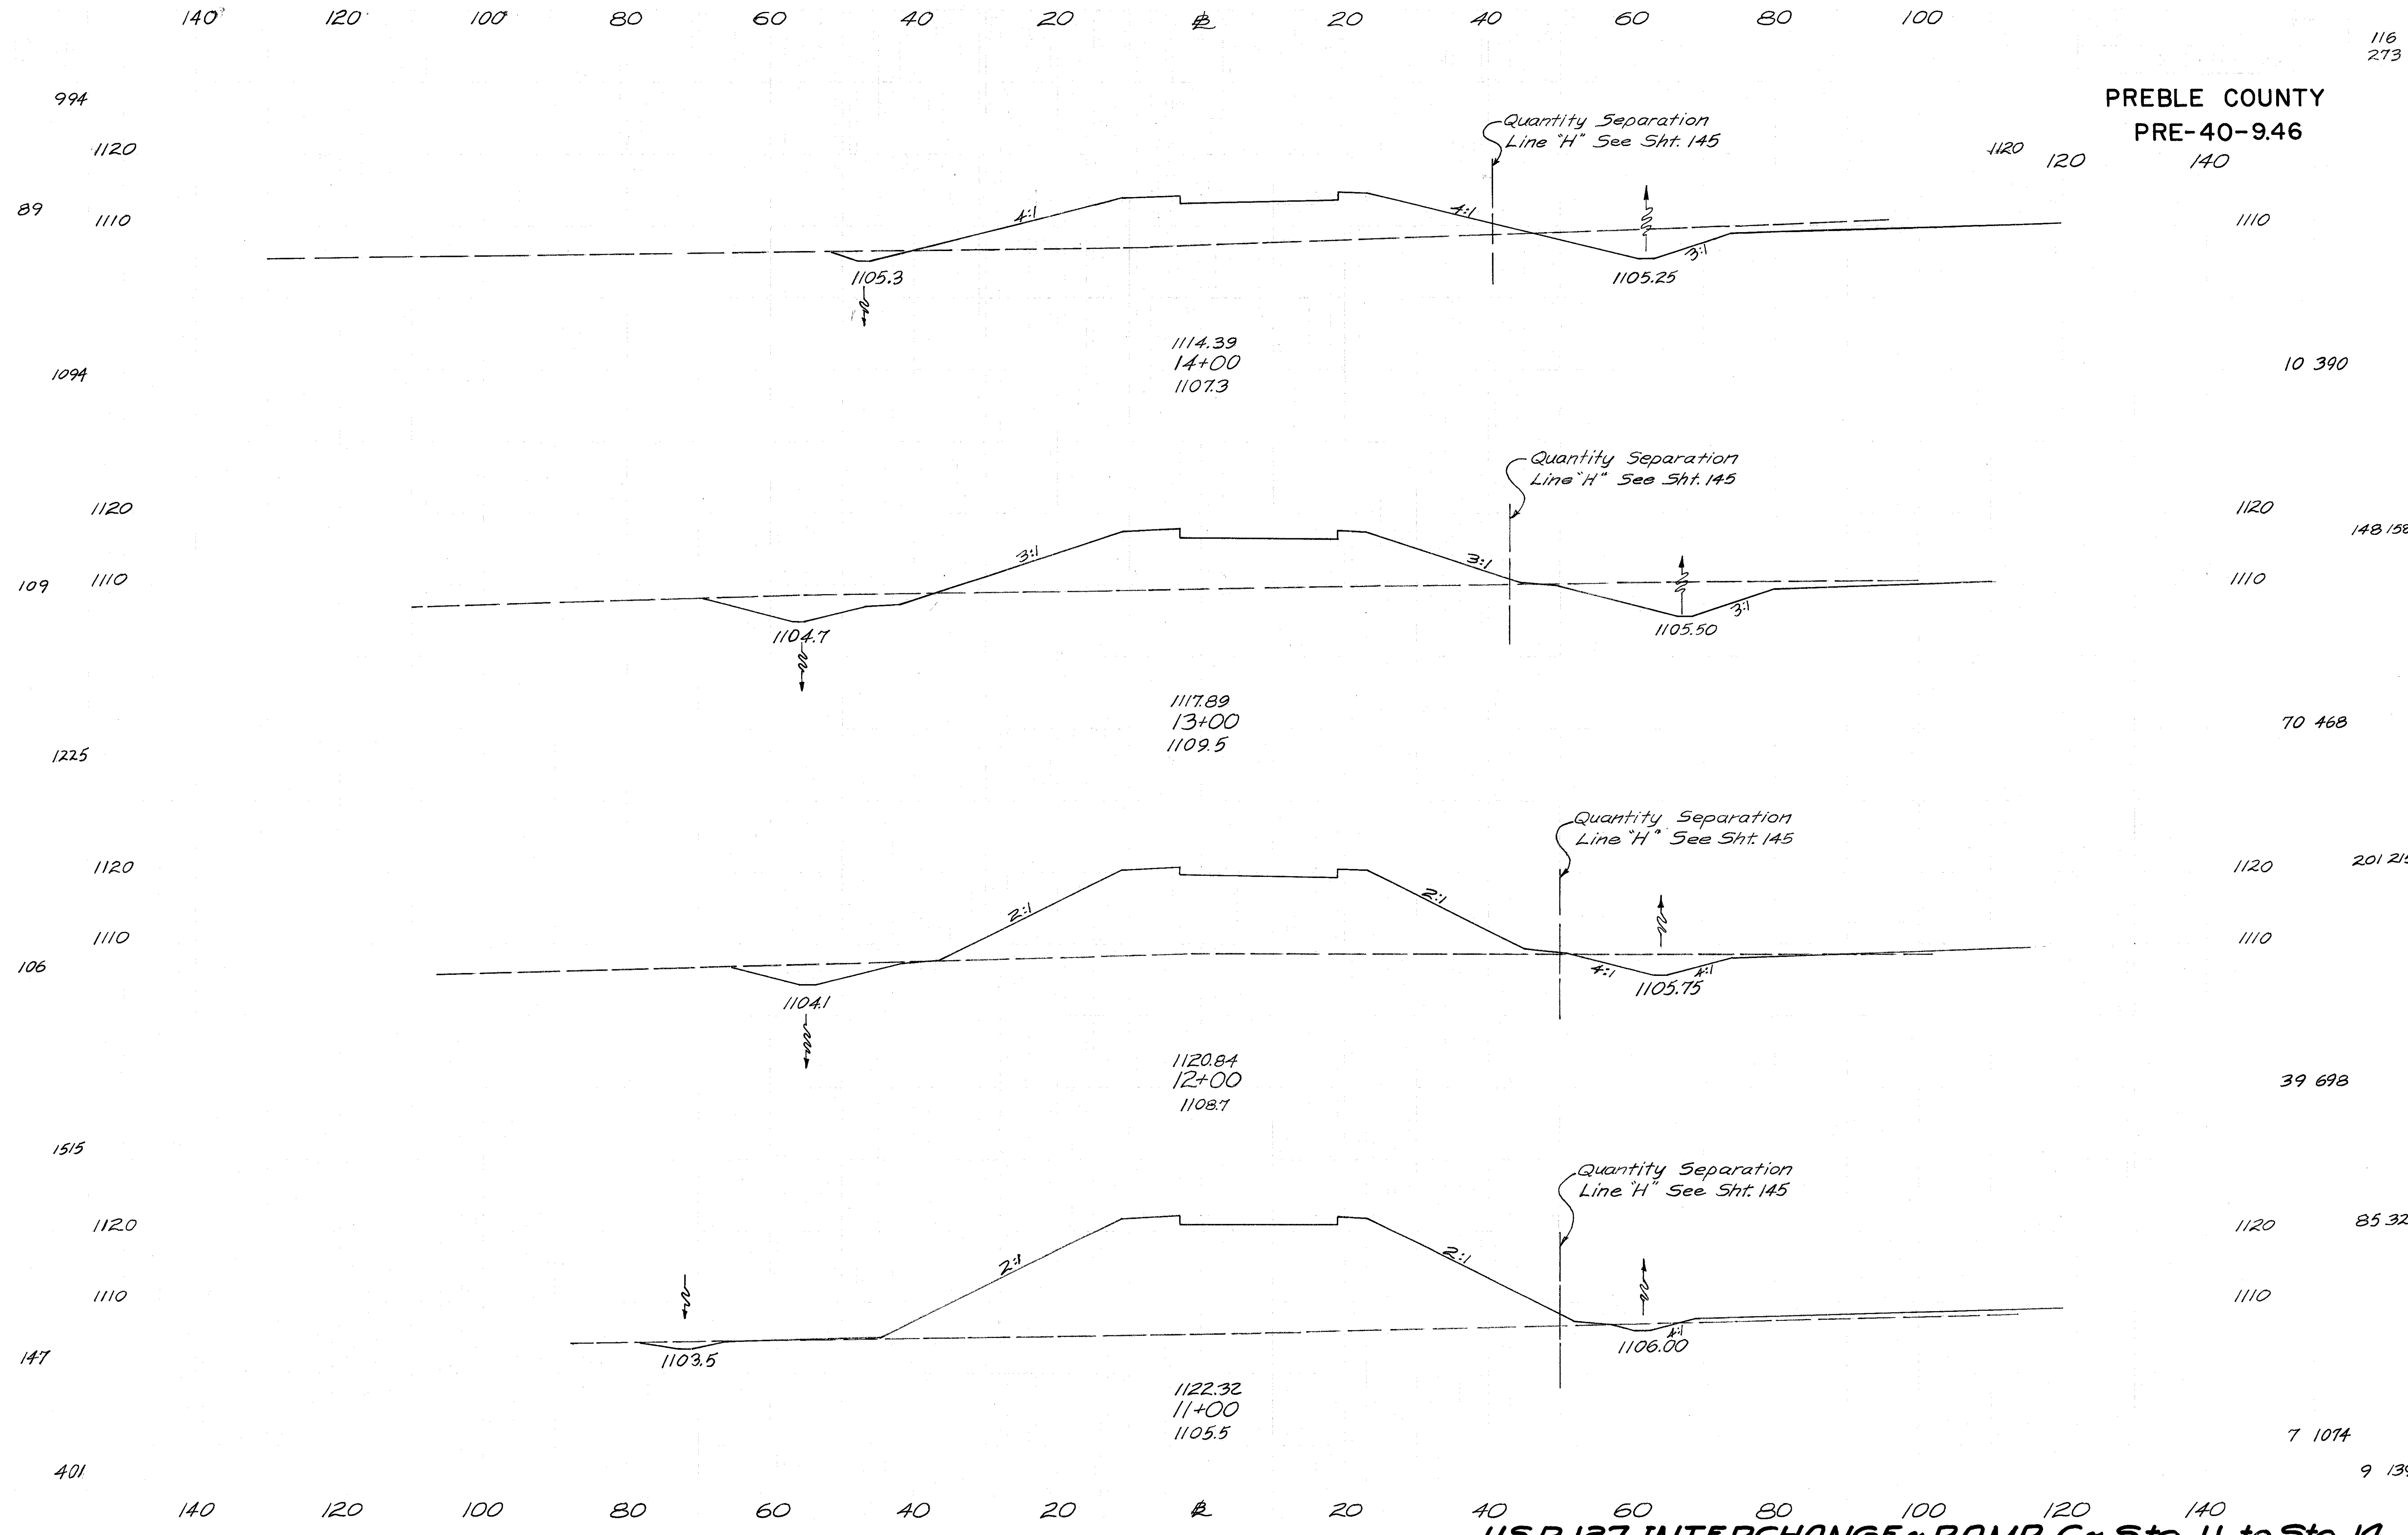 140 120 100 80 60 40 20 ℄ 20 40 60 80 100
116
273
994
PREBLE COUNTY
PRE-40-9.46
Quantity Separation
Line "H" See Sht. 145
1120 1120 120 140
89 1110 4:1 4:1 1110
3:1
1105.3 1105.25
1114.39
14+00
1107.3
1094 10 390
Quantity Separation
Line "H" See Sht. 145
1120 1120
148 158
3:1 3:1
109 1110 1110
3:1
1104.7 1105.50
1117.89
13+00
1109.5
70 468
1225
Quantity Separation
Line "H" See Sht. 145
1120 1120 201
2:1 2:1
1110 1110
106 4:1 4:1
1104.1 1105.75
1120.84
12+00
1108.7
39 698
1515
Quantity Separation
Line "H" See Sht. 145
1120 1120 85
2:1 2:1
1110 1110
4:1
147 1103.5 1106.00
1122.32
11+00
1105.5
7 1074
401 9
140 120 100 80 60 40 20 ℄ 20 40 60 80 100 120 140
U.S.R. 127 INTERCHANGE ~ RAMP C ~ Sta. 11 to Sta. 14